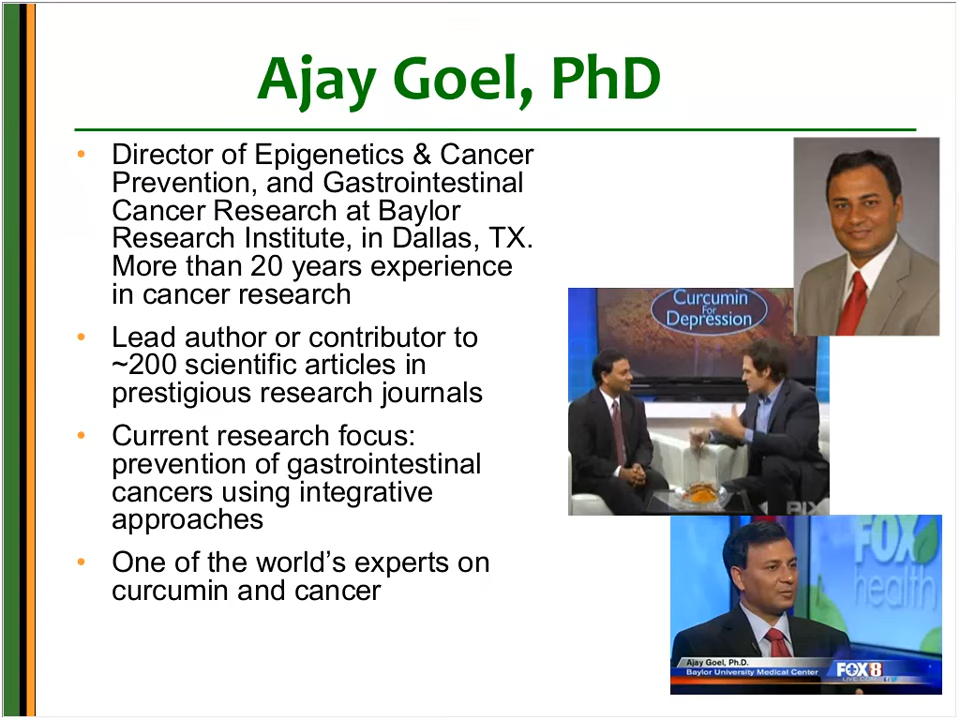 Ajay Goel, PhD
• Director of Epigenetics & Cancer
Prevention, and Gastrointestinal
Cancer Research at Baylor
Research Institute, in Dallas, TX.
More than 20 years experience
in cancer research
• Lead author or contributor to
~200 scientific articles in
prestigious research journals
• Current research focus:
prevention of gastrointestinal
cancers using integrative
approaches
• One of the world’s experts on
curcumin and cancer
Curcumin
For
Depression
PIX
FOX
health
Ajay Goel, Ph.D.
Baylor University Medical Center
FOX 8